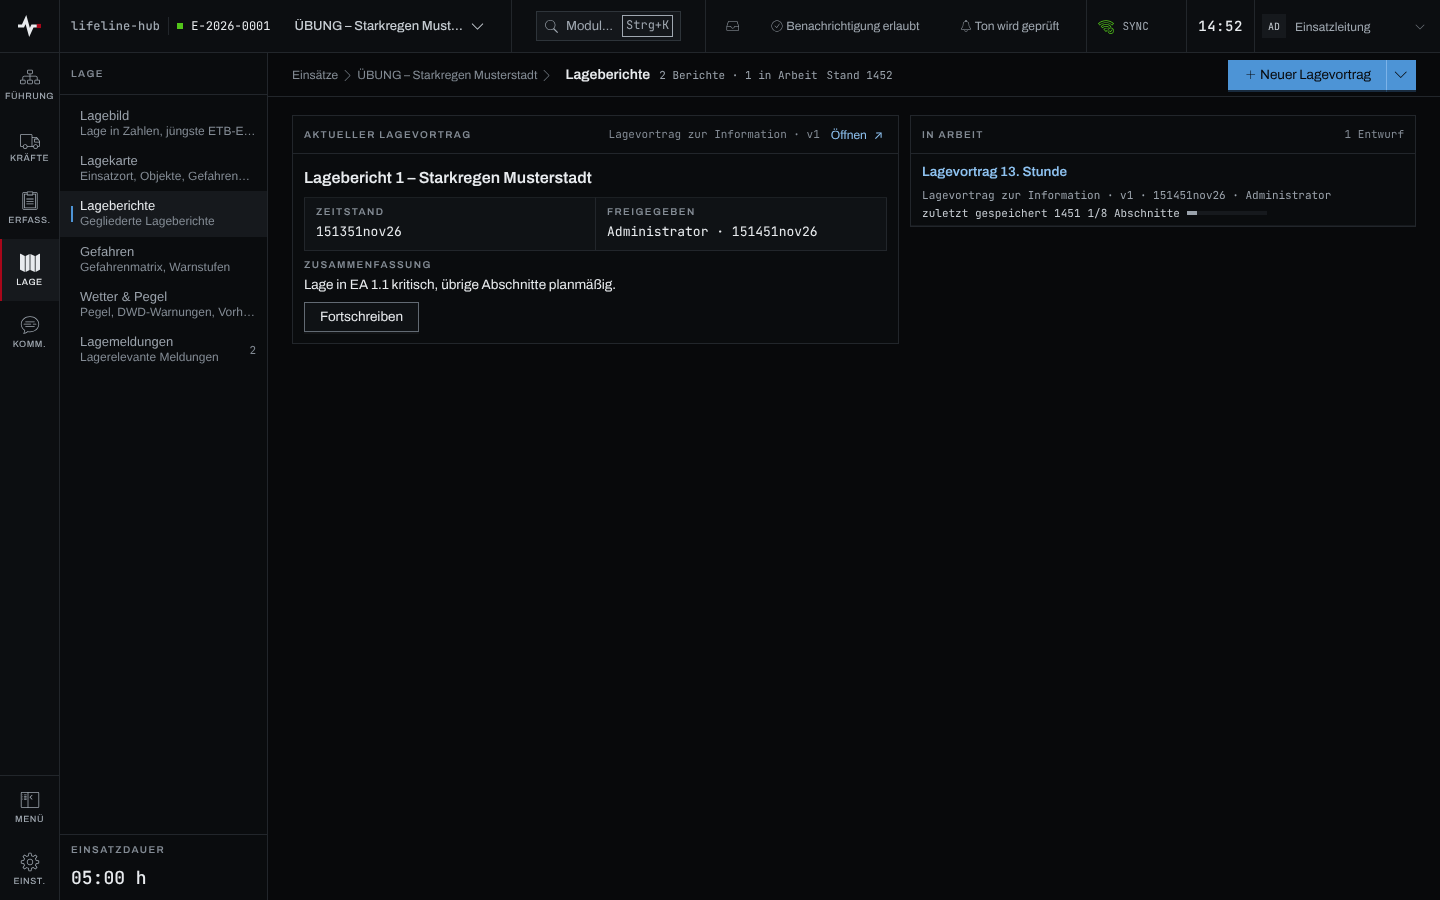 lifeline-hub
E-2026-0001
ÜBUNG – Starkregen Must…
Modul… Strg+K
Benachrichtigung erlaubt
Ton wird geprüft
SYNC
14:52
AD Einsatzleitung
FÜHRUNG
KRÄFTE
ERFASS.
LAGE
KOMM.
MENÜ
EINST.
LAGE
Lagebild
Lage in Zahlen, jüngste ETB-E…
Lagekarte
Einsatzort, Objekte, Gefahren…
Lageberichte
Gegliederte Lageberichte
Gefahren
Gefahrenmatrix, Warnstufen
Wetter & Pegel
Pegel, DWD-Warnungen, Vorh…
Lagemeldungen
Lagerelevante Meldungen 2
EINSATZDAUER
05:00 h
Einsätze > ÜBUNG – Starkregen Musterstadt > Lageberichte 2 Berichte · 1 in Arbeit Stand 1452
+ Neuer Lagevortrag
AKTUELLER LAGEVORTRAG Lagevortrag zur Information · v1 Öffnen ↗
Lagebericht 1 – Starkregen Musterstadt
ZEITSTAND
151351nov26
FREIGEGEBEN
Administrator · 151451nov26
ZUSAMMENFASSUNG
Lage in EA 1.1 kritisch, übrige Abschnitte planmäßig.
Fortschreiben
IN ARBEIT 1 Entwurf
Lagevortrag 13. Stunde
Lagevortrag zur Information · v1 · 151451nov26 · Administrator
zuletzt gespeichert 1451 1/8 Abschnitte